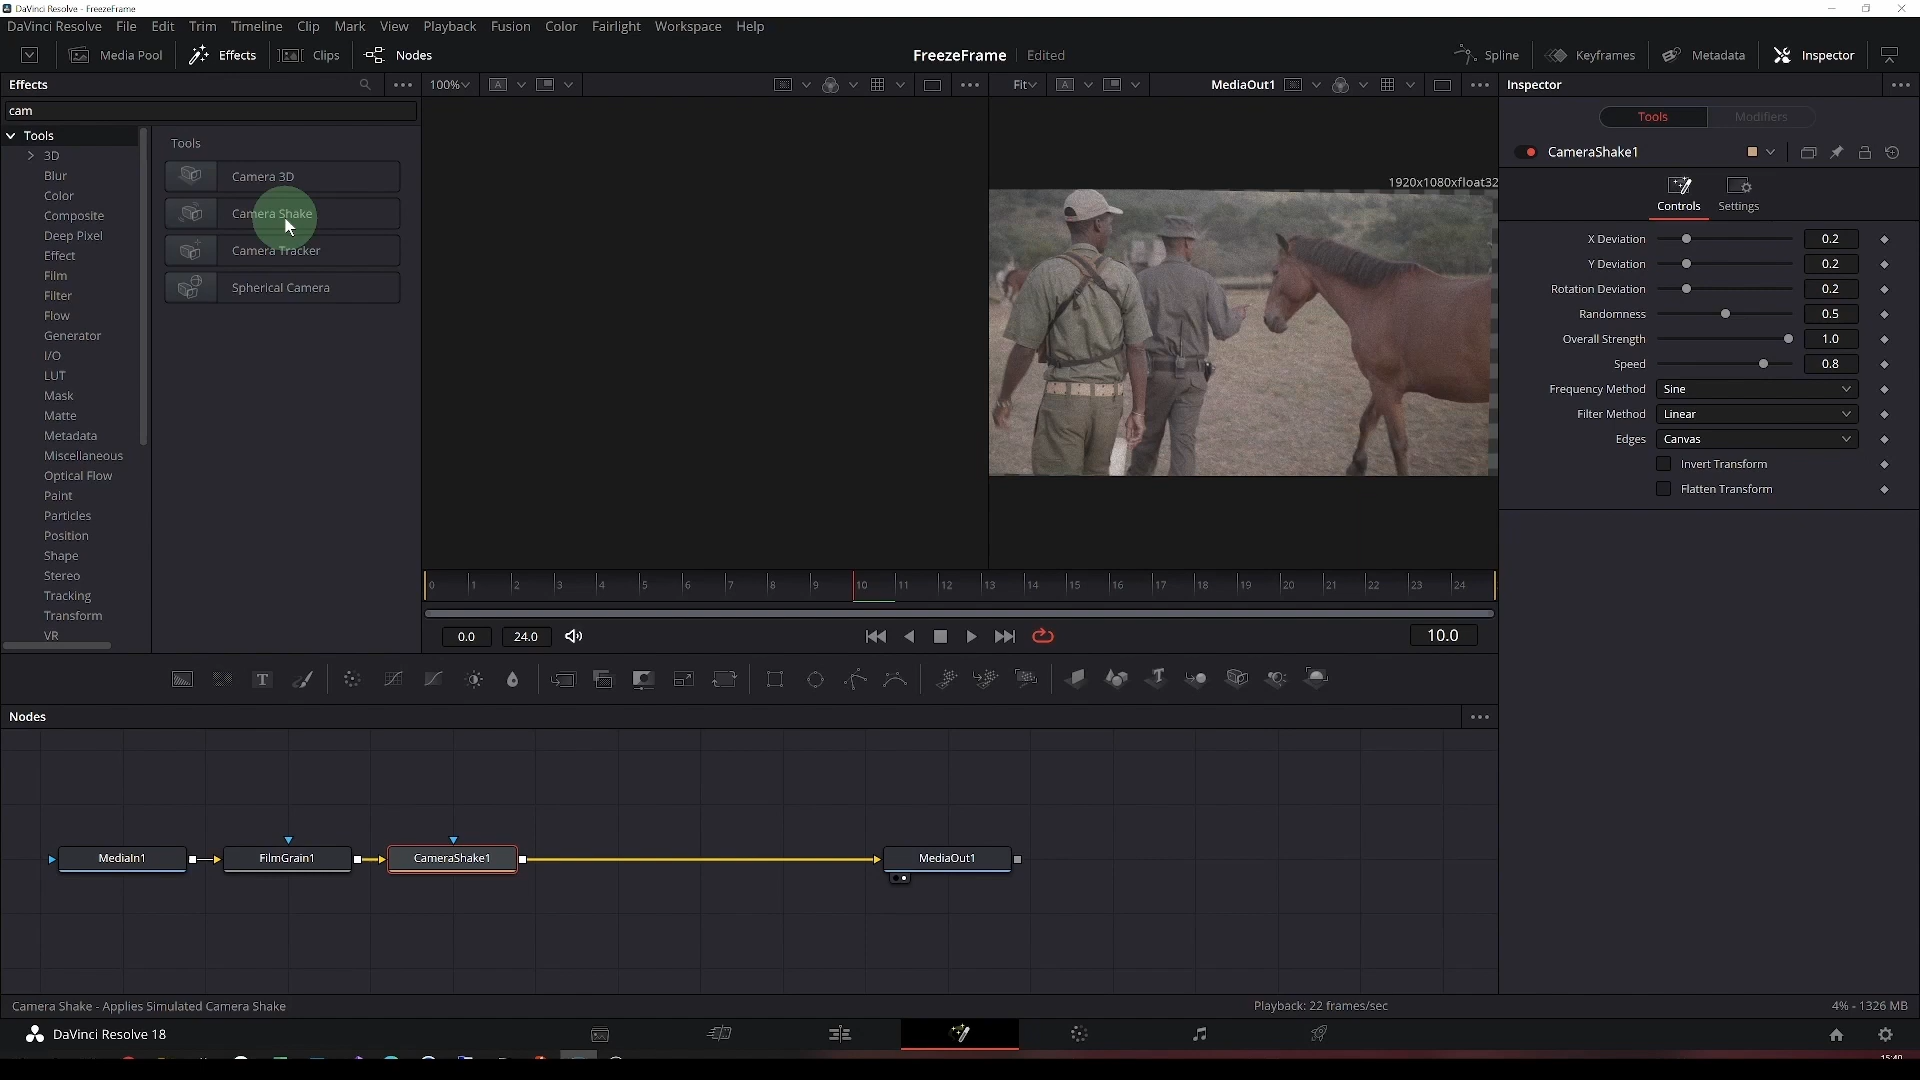 DaVinci Resolve - FreezeFrame
DaVinci Resolve File Edit Trim Timeline Clip Mark View Playback Fusion Color Fairlight Workspace Help
Media Pool Effects Clips Nodes FreezeFrame Edited Spline Keyframes Metadata Inspector
Effects 100% A Fit A MediaOut1 Inspector
cam
Tools Modifiers
Tools
3D
Blur
Color
Composite
Deep Pixel
Effect
Film
Filter
Flow
Generator
I/O
LUT
Mask
Matte
Metadata
Miscellaneous
Optical Flow
Paint
Particles
Position
Shape
Stereo
Tracking
Transform
VR
Tools
Camera 3D
Camera Shake
Camera Tracker
Spherical Camera
1920x1080xfloat32
CameraShake1
Controls Settings
X Deviation 0.2
Y Deviation 0.2
Rotation Deviation 0.2
Randomness 0.5
Overall Strength 1.0
Speed 0.8
Frequency Method Sine
Filter Method Linear
Edges Canvas
Invert Transform
Flatten Transform
0 1 2 3 4 5 6 7 8 9 10 11 12 13 14 15 16 17 18 19 20 21 22 23 24
0.0 24.0 10.0
T T
Nodes
MediaIn1 FilmGrain1 CameraShake1 MediaOut1
Camera Shake - Applies Simulated Camera Shake Playback: 22 frames/sec 4% - 1326 MB
DaVinci Resolve 18